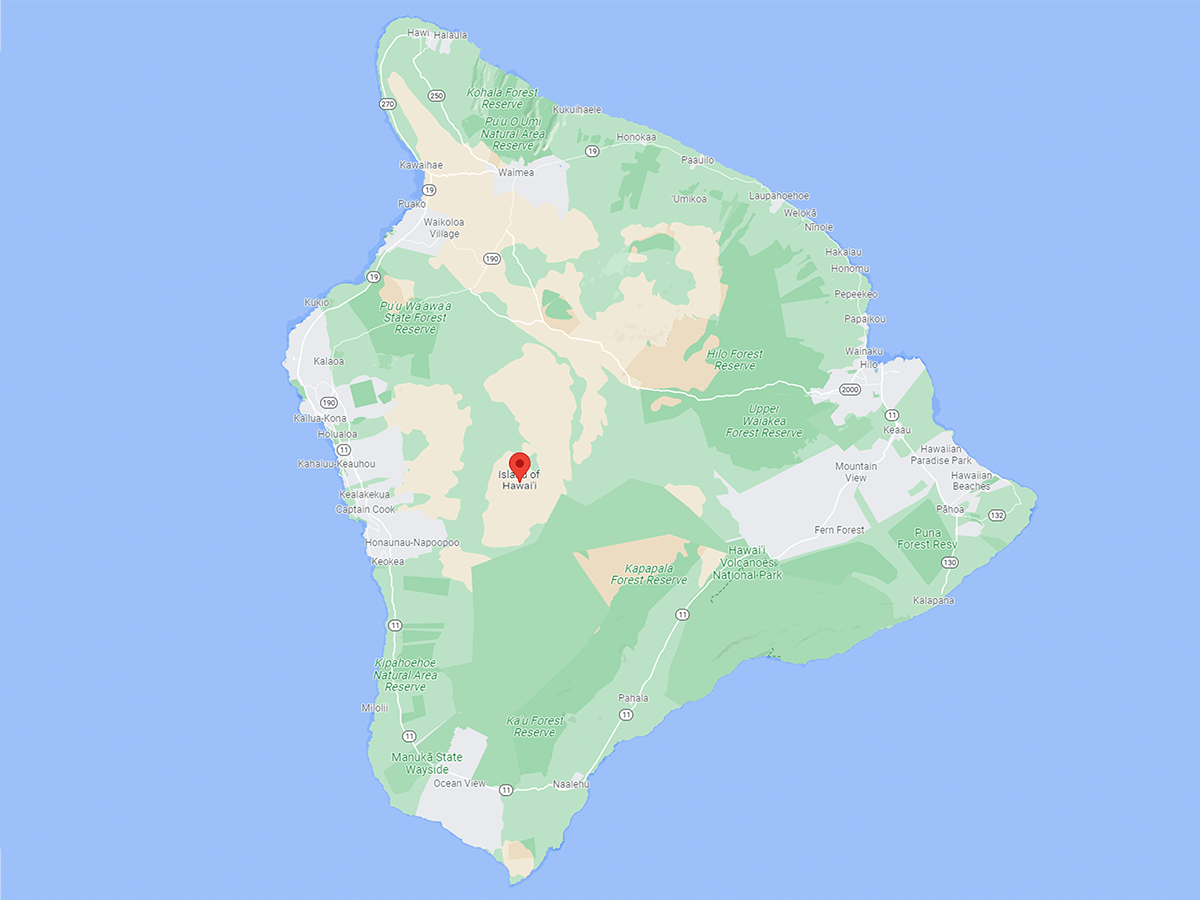 Hawi
Halaula
270
250
Kohala Forest
Reserve
Kukuihaele
Pu'u O Umi
Natural Area
Reserve
Honokaa
19
Paauilo
Kawaihae
Waimea
19
Puako
'Umikoa
Laupahoehoe
Welokā
Ninole
Waikoloa
Village
Hakalau
Honomu
190
19
Pepeekeo
Kukio
Pu'u Wa'awa'a
State Forest
Reserve
Papaikou
Kalaoa
Hilo Forest
Reserve
Wainaku
Hilo
2000
190
Kailua-Kona
Holualoa
Upper
Waiakea
Forest Reserve
11
Keaau
11
Kahaluu-Keauhou
Hawaiian
Paradise Park
Mountain
View
Hawaiian
Beaches
Island of
Hawai'i
Kealakekua
Captain Cook
Pāhoa
132
Fern Forest
Puna
Forest Resv
Honaunau-Napoopoo
Keokea
Hawai'i
Volcanoes
National Park
Kapapala
Forest Reserve
130
Kalapana
11
11
Kipahoehoe
Natural Area
Reserve
Milolii
Pahala
11
Ka'u Forest
Reserve
11
Manukā State
Wayside
Ocean View
11
Naalehu